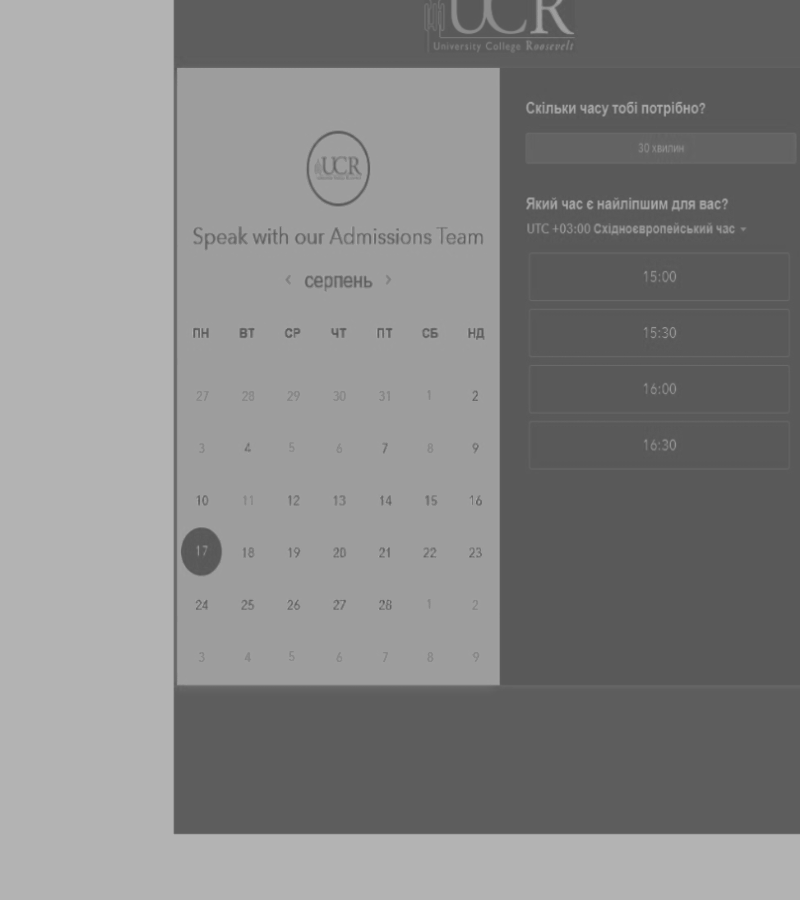 UCR
University College Roosevelt
UCR
Speak with our Admissions Team
‹ серпень ›
ПН ВТ СР ЧТ ПТ СБ НД
27 28 29 30 31 1 2
3 4 5 6 7 8 9
10 11 12 13 14 15 16
17 18 19 20 21 22 23
24 25 26 27 28 1 2
3 4 5 6 7 8 9
Скільки часу тобі потрібно?
30 хвилин
Який час є найліпшим для вас?
UTC +03:00 Східноєвропейський час
15:00
15:30
16:00
16:30